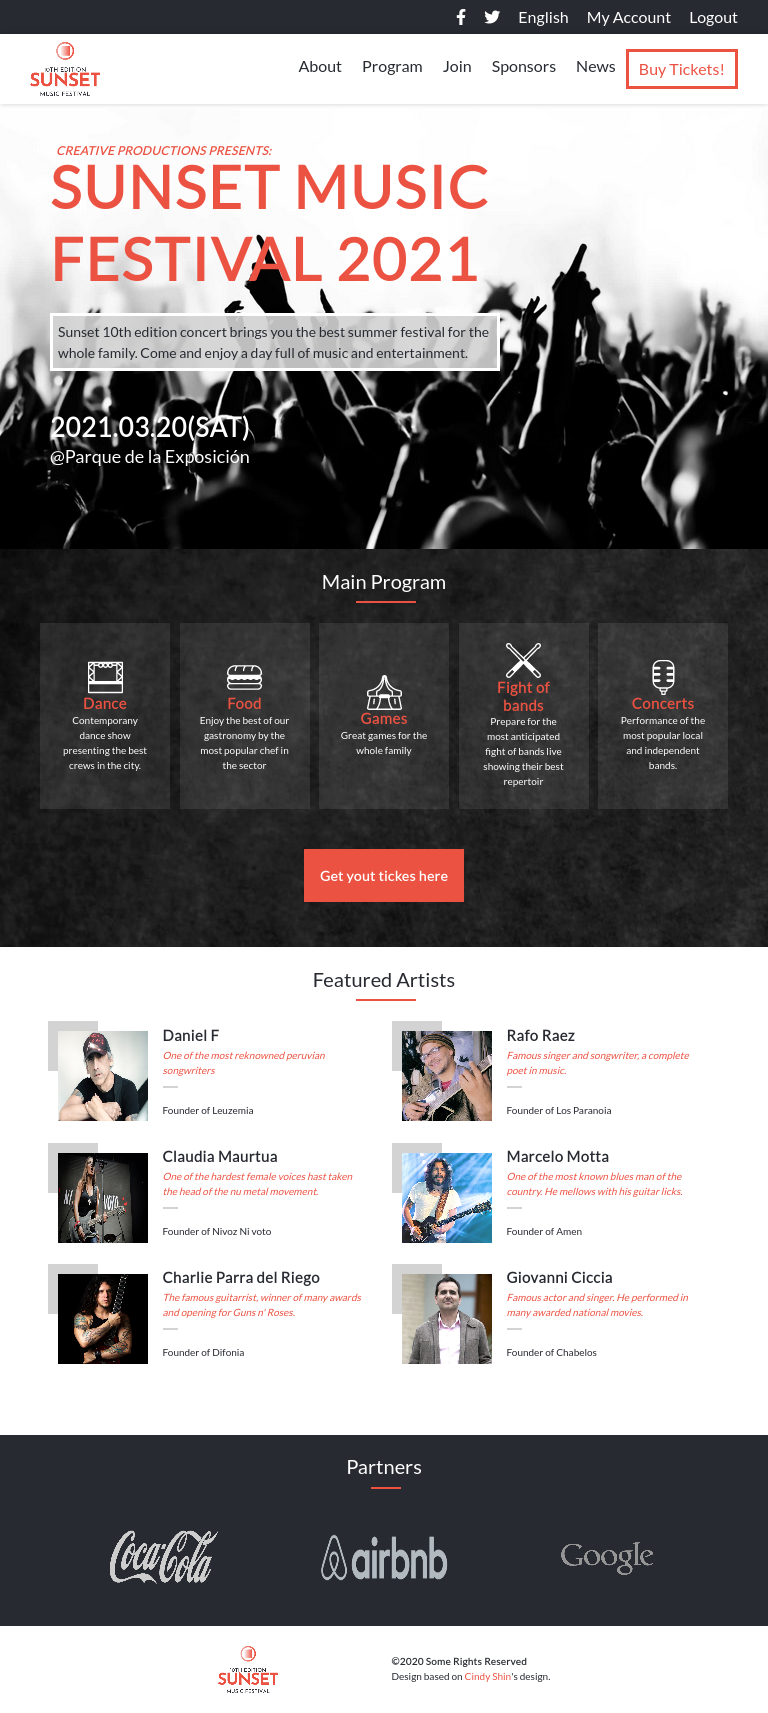 English My Account Logout
10TH EDITION
SUNSET
MUSIC FESTIVAL
About Program Join Sponsors News Buy Tickets!
CREATIVE PRODUCTIONS PRESENTS:
SUNSET MUSIC
FESTIVAL 2021
Sunset 10th edition concert brings you the best summer festival for the
whole family. Come and enjoy a day full of music and entertainment.
2021.03.20(SAT)
@Parque de la Exposición
Main Program
Dance
Contemporany
dance show
presenting the best
crews in the city.
Food
Enjoy the best of our
gastronomy by the
most popular chef in
the sector
Games
Great games for the
whole family
Fight of
bands
Prepare for the
most anticipated
fight of bands live
showing their best
repertoir
Concerts
Performance of the
most popular local
and independent
bands.
Get yout tickes here
Featured Artists
Daniel F
One of the most reknowned peruvian
songwriters
Founder of Leuzemia
Rafo Raez
Famous singer and songwriter, a complete
poet in music.
Founder of Los Paranoia
Claudia Maurtua
One of the hardest female voices hast taken
the head of the nu metal movement.
Founder of Nivoz Ni voto
Marcelo Motta
One of the most known blues man of the
country. He mellows with his guitar licks.
Founder of Amen
Charlie Parra del Riego
The famous guitarrist, winner of many awards
and opening for Guns n' Roses.
Founder of Difonia
Giovanni Ciccia
Famous actor and singer. He performed in
many awarded national movies.
Founder of Chabelos
Partners
Coca-Cola
airbnb
Google
10TH EDITION
SUNSET
MUSIC FESTIVAL
©2020 Some Rights Reserved
Design based on Cindy Shin's design.